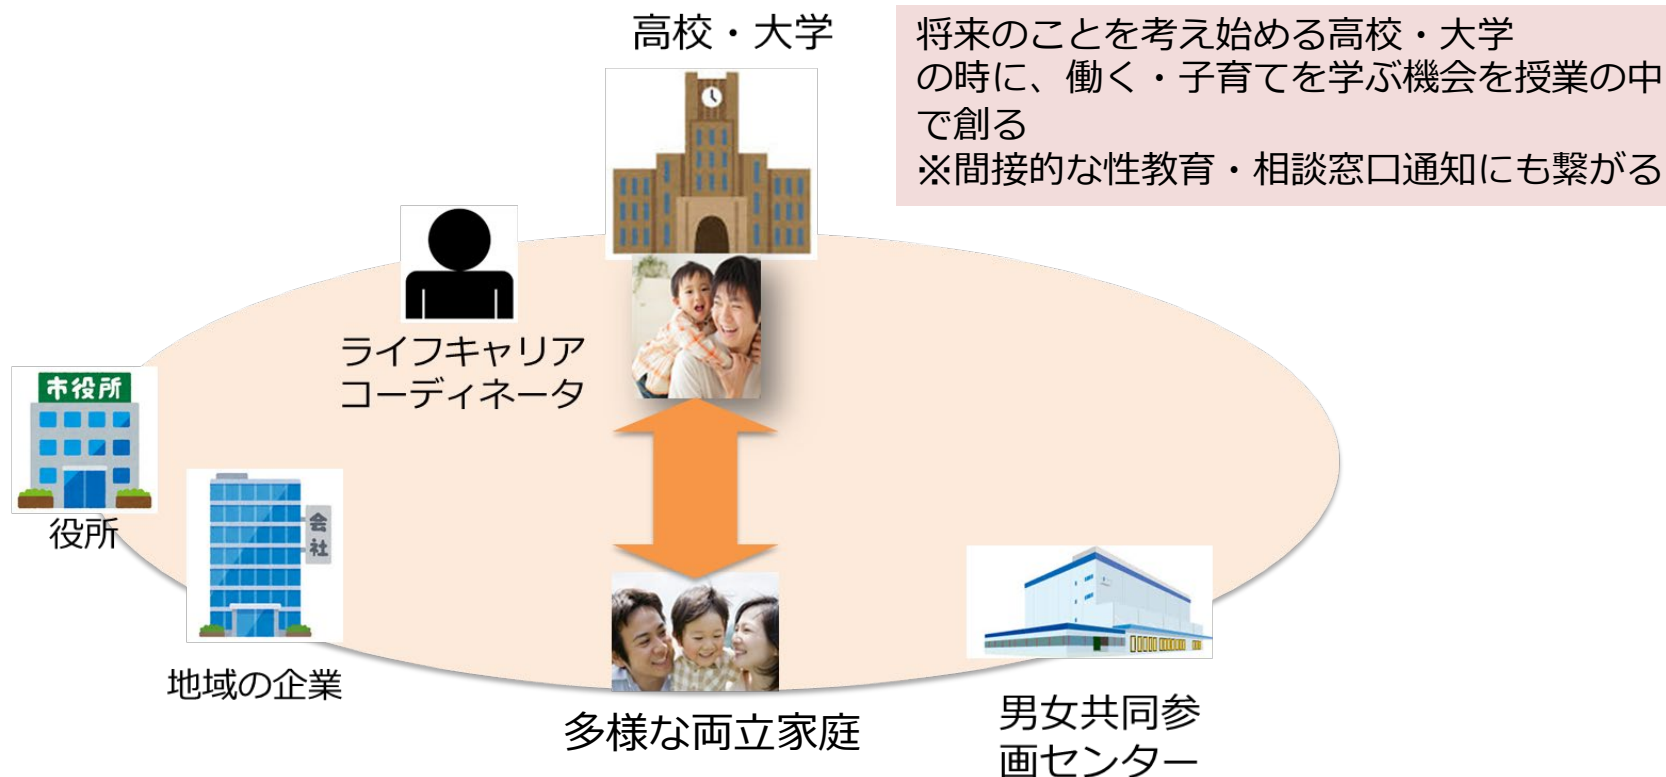 高校・大学
将来のことを考え始める高校・大学
の時に、働く・子育てを学ぶ機会を授業の中
で創る
※間接的な性教育・相談窓口通知にも繋がる
ライフキャリア
コーディネータ
市役所
役所
会社
地域の企業
多様な両立家庭
男女共同参
画センター